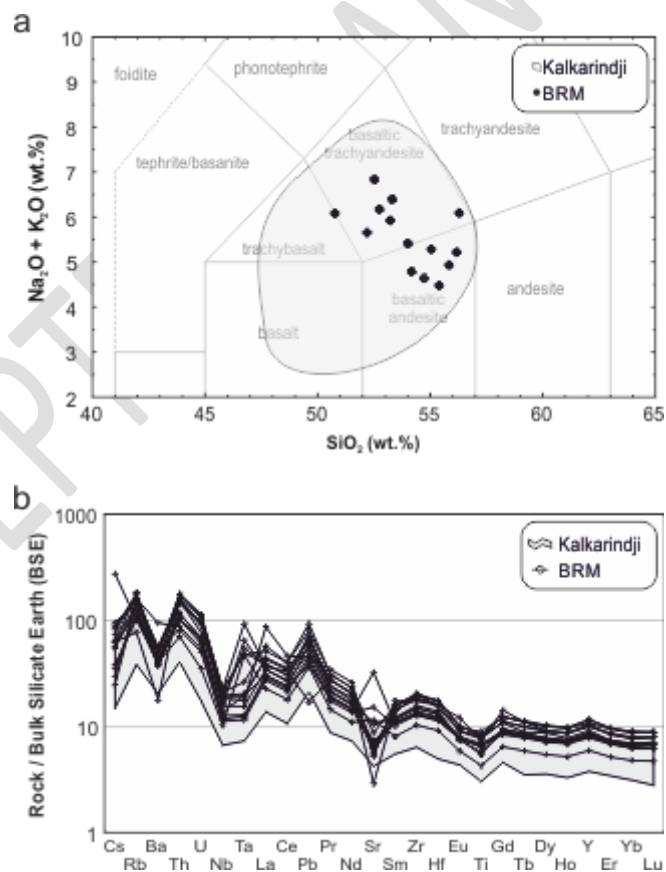 a
10
9
8
7
6
5
4
3
2
Na₂O + K₂O (wt.%)
foidite
phonotephrite
Kalkarindji
BRM
tephrite/basanite
basaltic
trachyandesite
trachyandesite
trachybasalt
basalt
basaltic
andesite
andesite
40 45 50 55 60 65
SiO₂ (wt.%)
b
1000
100
10
1
Rock / Bulk Silicate Earth (BSE)
Kalkarindji
BRM
Cs Ba U Ta Ce Pr Sr Zr Eu Gd Dy Y Yb
Rb Th Nb La Pb Nd Sm Hf Ti Tb Ho Er Lu